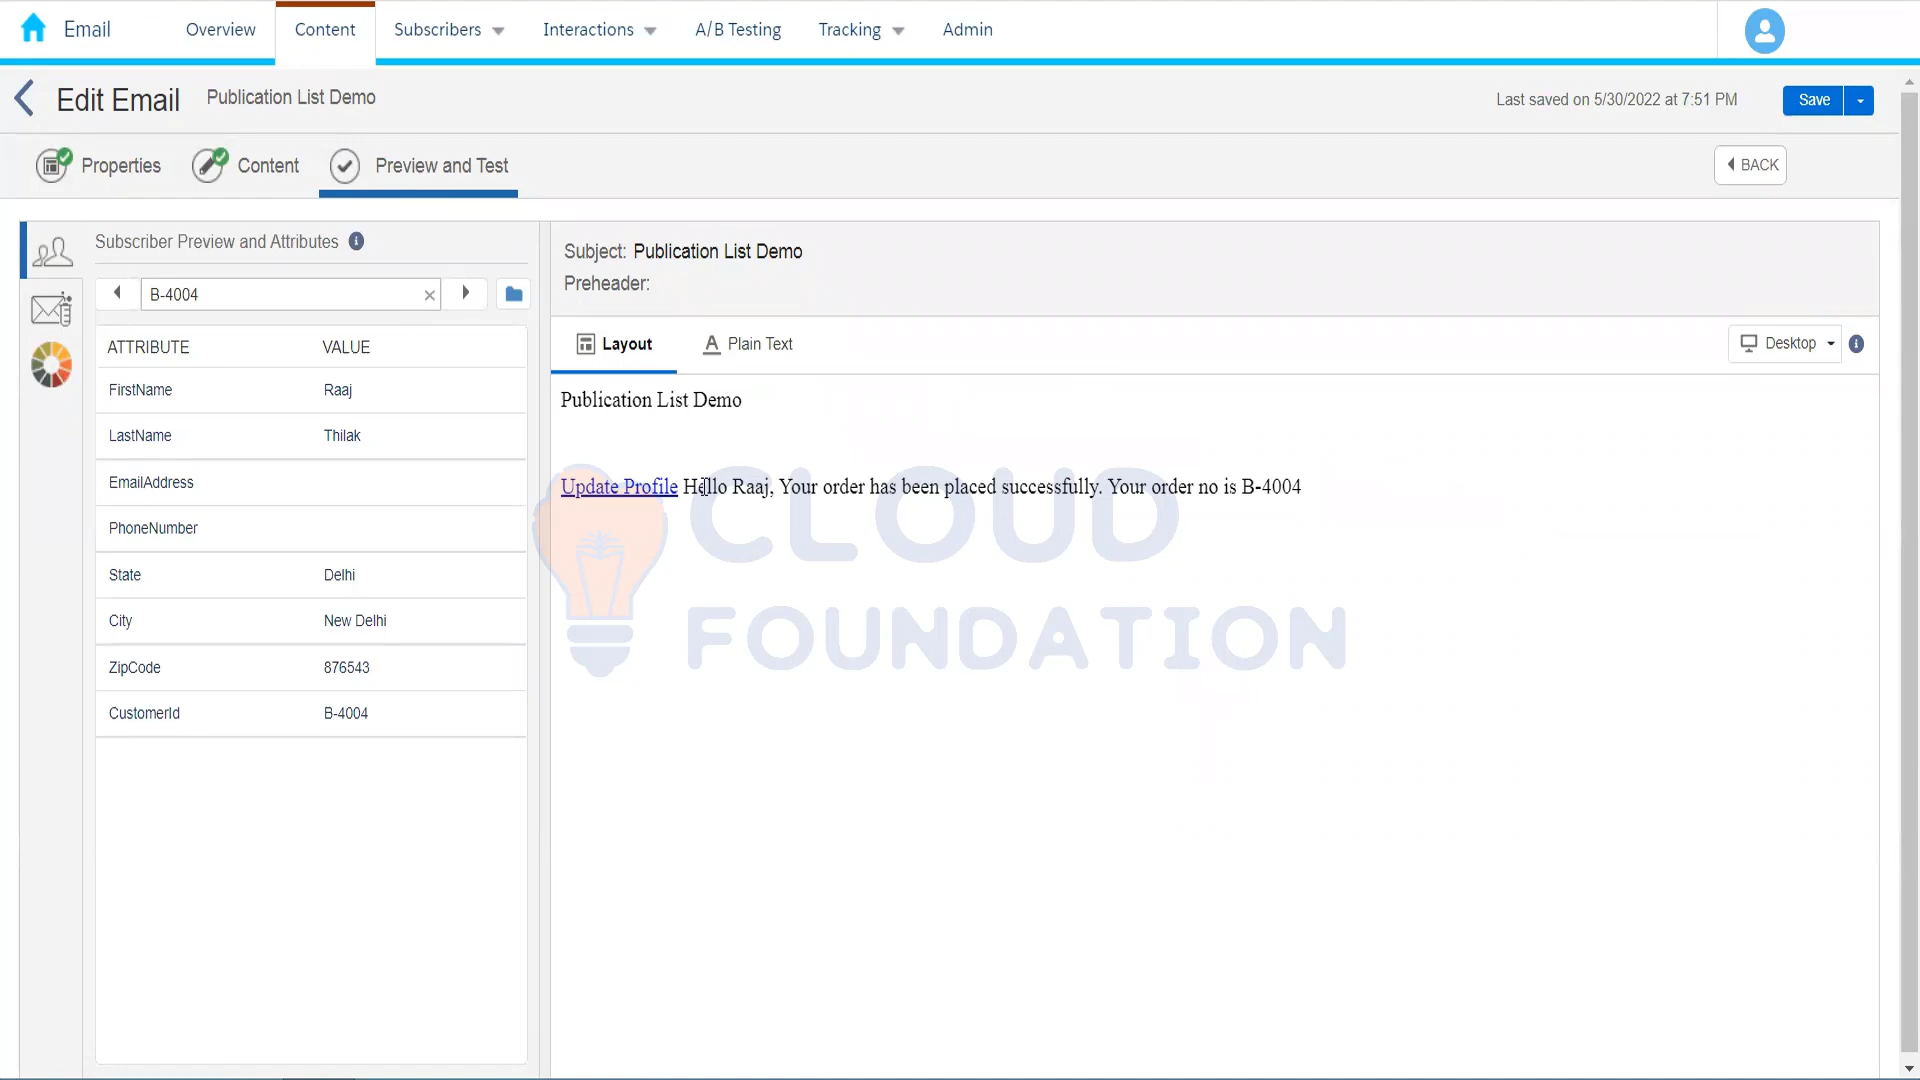 Email
Overview
Content
Subscribers
Interactions
A/B Testing
Tracking
Admin
Edit Email
Publication List Demo
Last saved on 5/30/2022 at 7:51 PM
Save
Properties
Content
Preview and Test
BACK
Subscriber Preview and Attributes
B-4004
ATTRIBUTE VALUE
FirstName Raaj
LastName Thilak
EmailAddress
PhoneNumber
State Delhi
City New Delhi
ZipCode 876543
CustomerId B-4004
Subject: Publication List Demo
Preheader:
Layout
Plain Text
Desktop
Publication List Demo
Update Profile Hello Raaj, Your order has been placed successfully. Your order no is B-4004
CLOUD
FOUNDATION